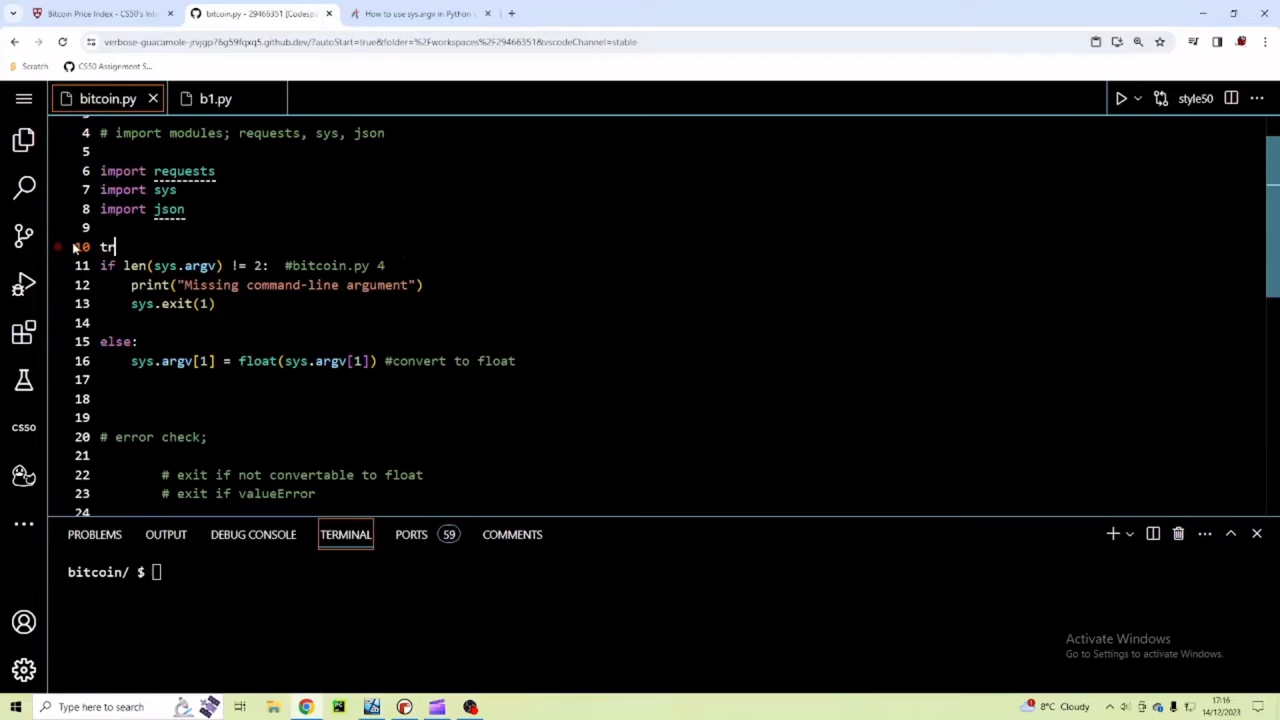 Bitcoin Price Index - CS50's Int
bitcoin.py - 29466351 [Codesp
How to use sys.argv in Python
verbose-guacamole-jrvjgp76g59fqxq5.github.dev/?autoStart=true&folder=%2Fworkspaces%2F29466351&vscodeChannel=stable
Scratch
CS50 Assignment S...
bitcoin.py
b1.py
style50
4 # import modules; requests, sys, json
5
6 import requests
7 import sys
8 import json
9
10 tr
11 if len(sys.argv) != 2: #bitcoin.py 4
12 print("Missing command-line argument")
13 sys.exit(1)
14
15 else:
16 sys.argv[1] = float(sys.argv[1]) #convert to float
17
18
19
20 # error check;
21
22 # exit if not convertable to float
23 # exit if valueError
24
CS50
PROBLEMS
OUTPUT
DEBUG CONSOLE
TERMINAL
PORTS 59
COMMENTS
bitcoin/ $
Activate Windows
Go to Settings to activate Windows.
Type here to search
8°C Cloudy
17:16
14/12/2023